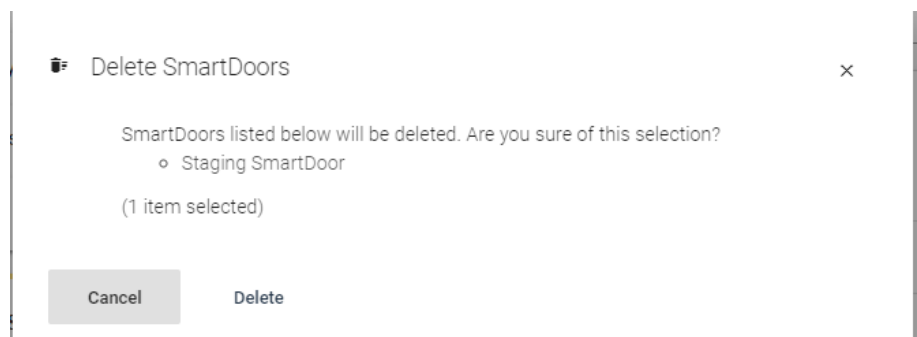 Delete SmartDoors
SmartDoors listed below will be deleted. Are you sure of this selection?
Staging SmartDoor
(1 item selected)
Cancel Delete